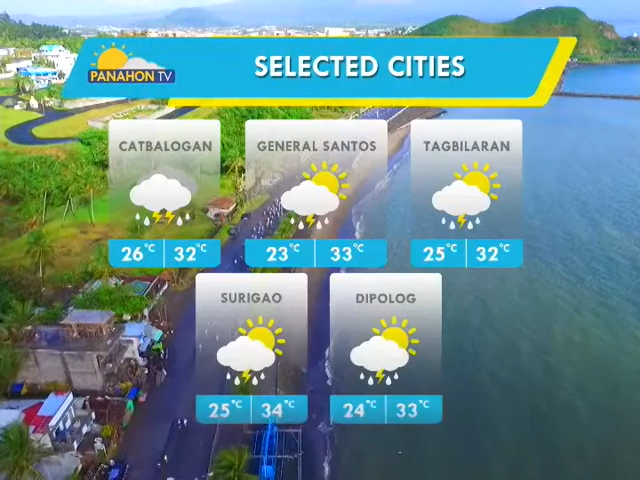 PANAHON TV
SELECTED CITIES
CATBALOGAN
26°C 32°C
GENERAL SANTOS
23°C 33°C
TAGBILARAN
25°C 32°C
SURIGAO
25°C 34°C
DIPOLOG
24°C 33°C